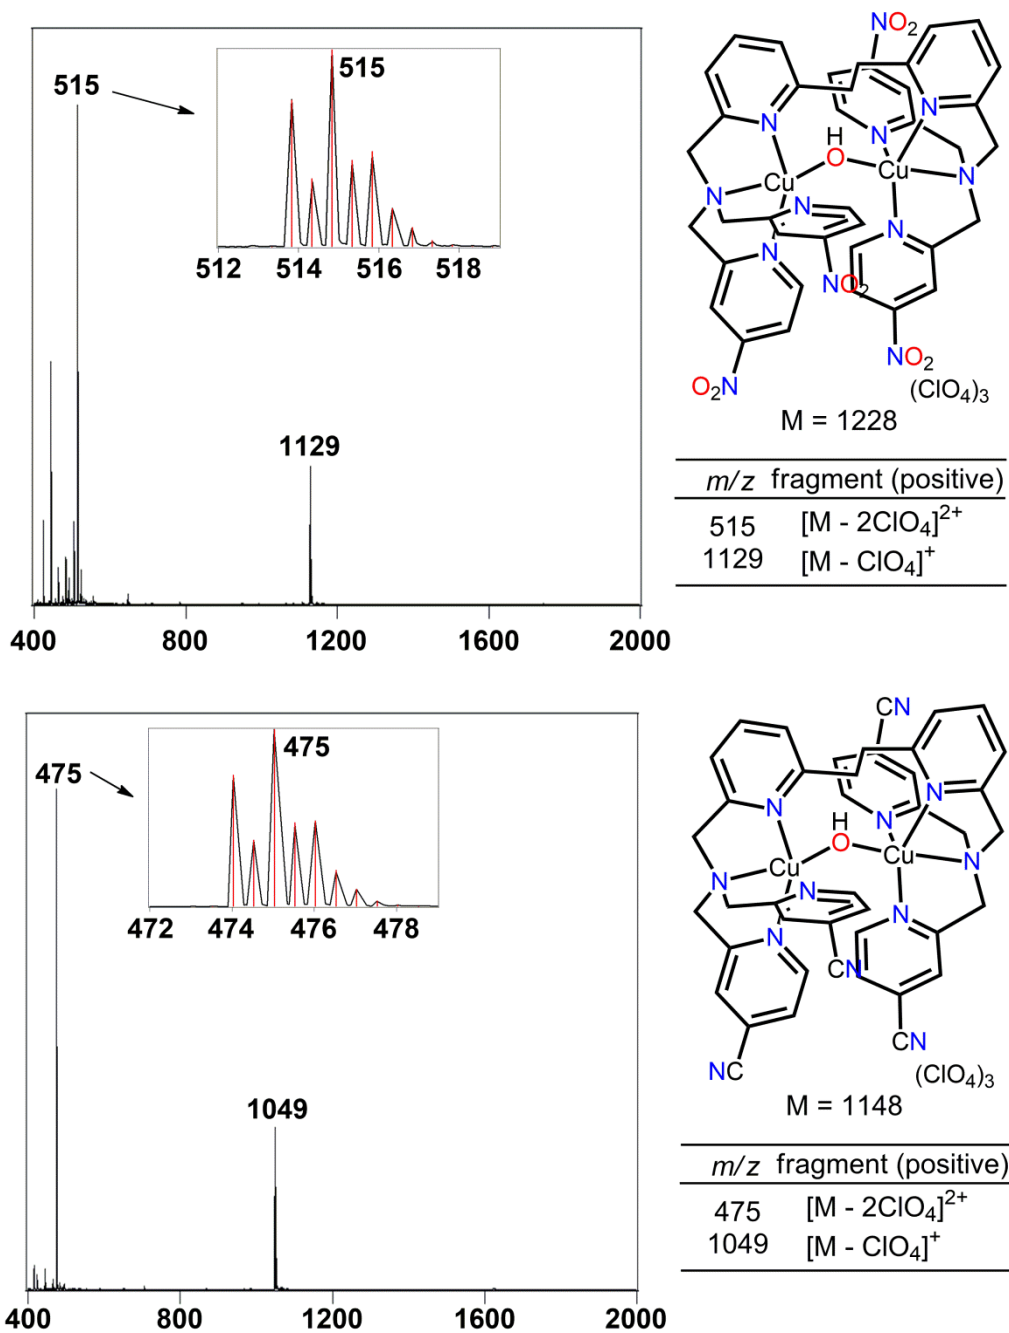 515
515
512 514 516 518
1129
400 800 1200 1600 2000
NO2
N
N
N
H
O
Cu
Cu
N
N
N
N
N
NO2
NO2
O2N
(ClO4)3
M = 1228
m/z fragment (positive)
515 [M - 2ClO4]2+
1129 [M - ClO4]+
475
475
472 474 476 478
1049
400 800 1200 1600 2000
CN
N
N
N
H
O
Cu
Cu
N
N
N
N
N
CN
CN
NC
(ClO4)3
M = 1148
m/z fragment (positive)
475 [M - 2ClO4]2+
1049 [M - ClO4]+